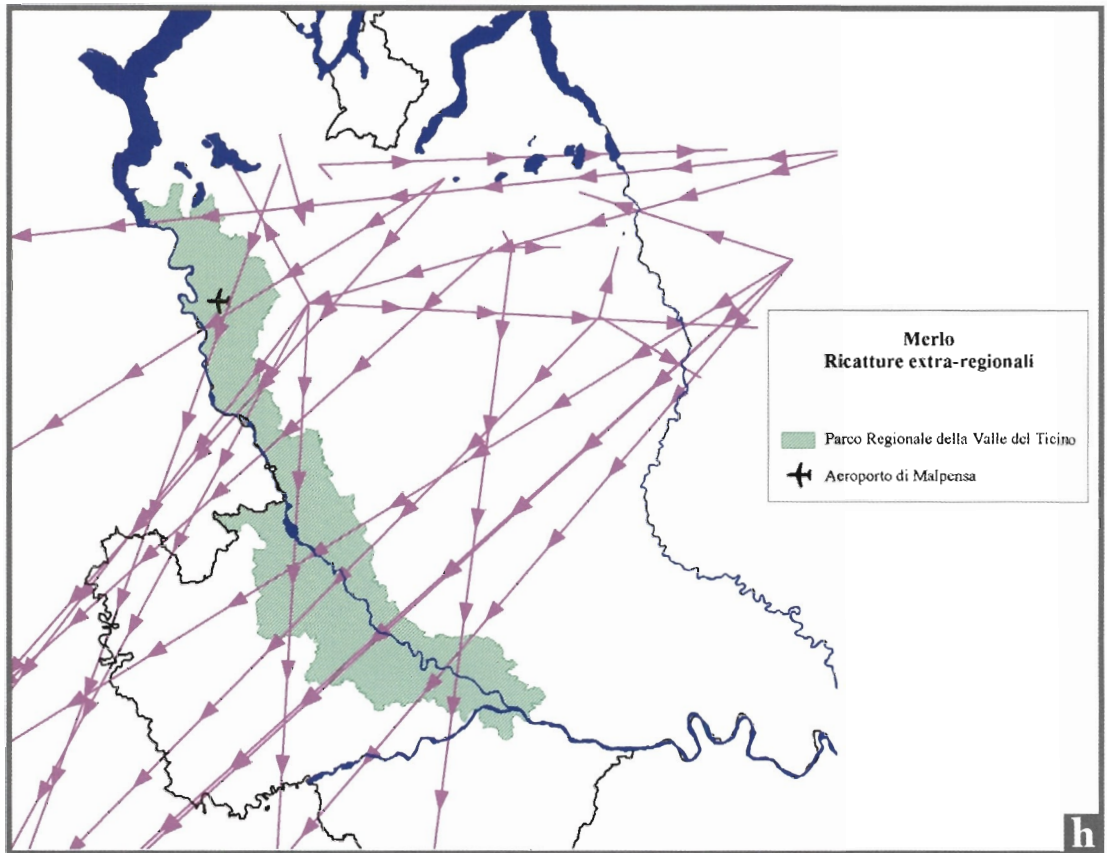 Merlo
Ricatture extra-regionali
Parco Regionale della Valle del Ticino
Aeroporto di Malpensa
h